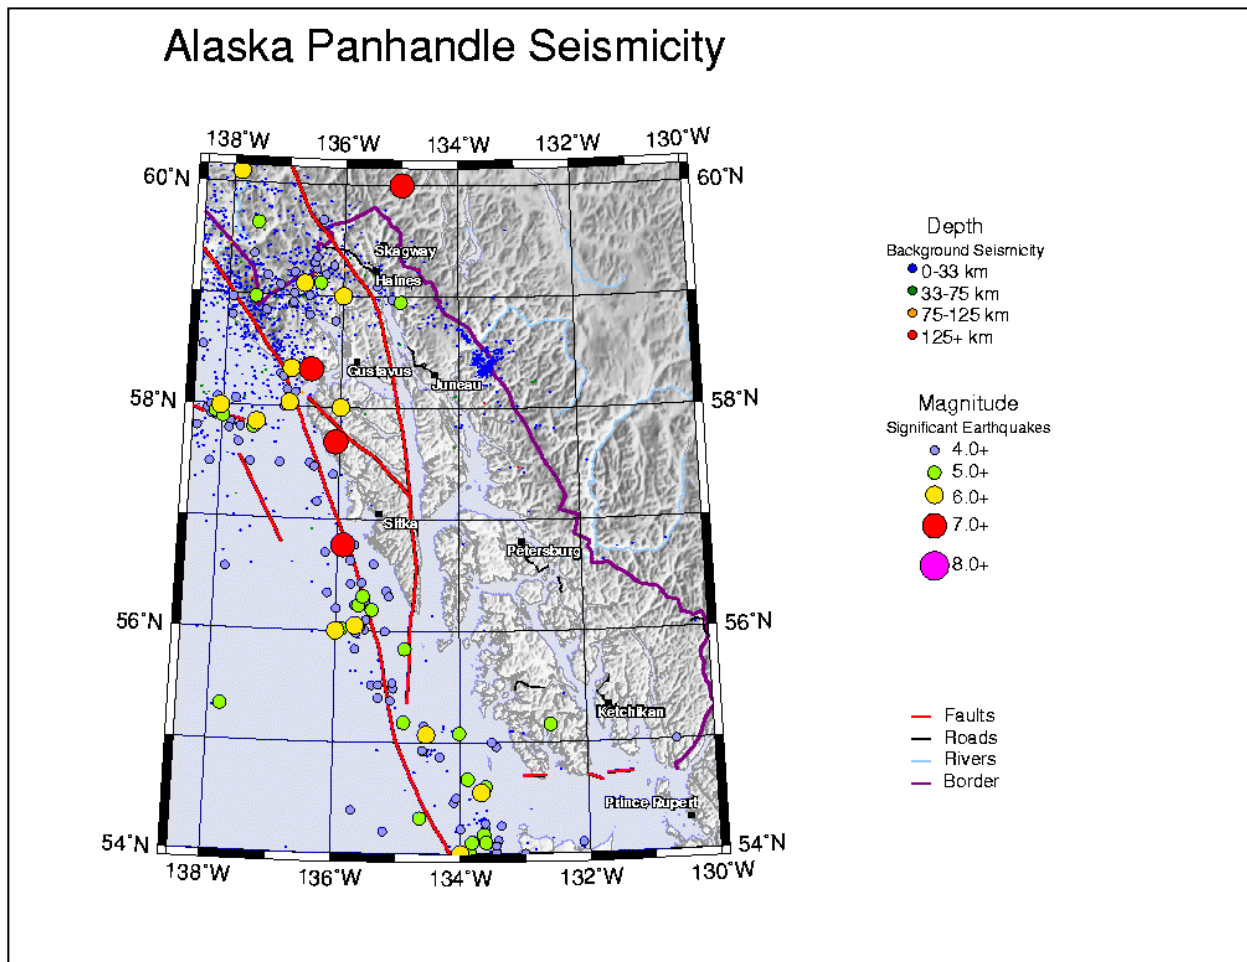 Alaska Panhandle Seismicity
138˚W 136˚W 134˚W 132˚W 130˚W
60˚N 60˚N
Skagway
Haines
Gustavus
Juneau
58˚N 58˚N
Sitka
Petersburg
56˚N 56˚N
Ketchikan
Prince Rupert
54˚N 54˚N
138˚W 136˚W 134˚W 132˚W 130˚W
Depth
Background Seismicity
0-33 km
33-75 km
75-125 km
125+ km
Magnitude
Significant Earthquakes
4.0+
5.0+
6.0+
7.0+
8.0+
Faults
Roads
Rivers
Border